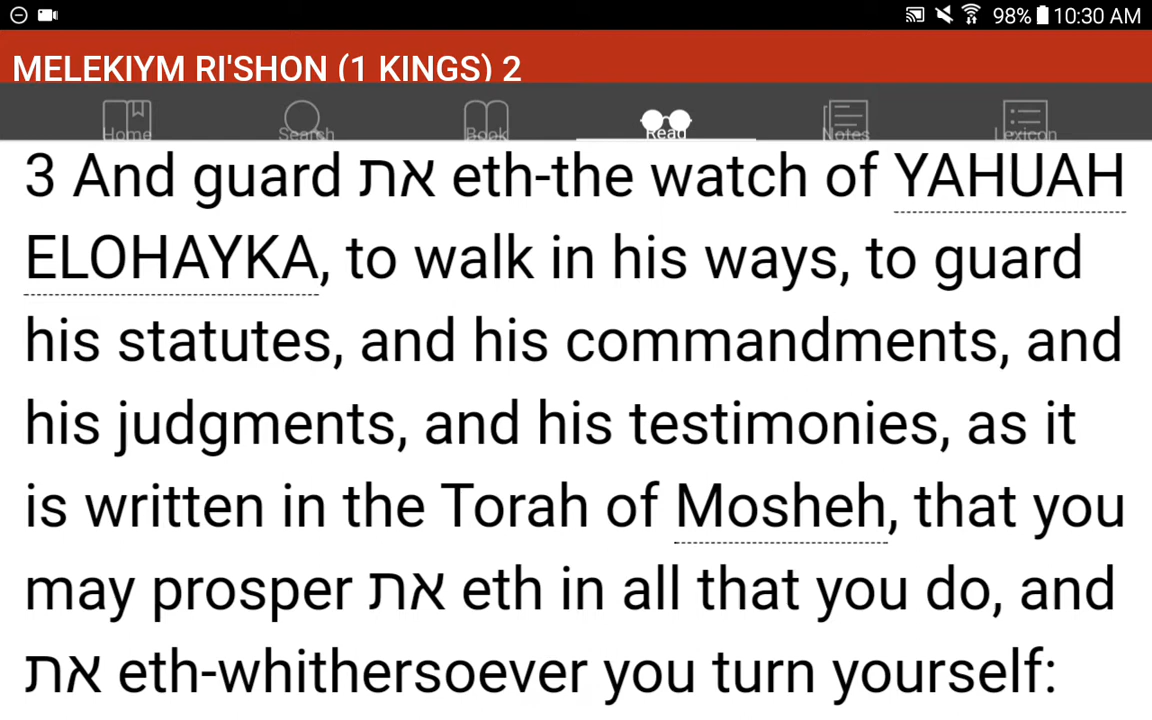 98% 10:30 AM
MELEKIYM RI'SHON (1 KINGS) 2
Home Search Book Read Notes Lexicon
3 And guard את eth-the watch of YAHUAH
ELOHAYKA, to walk in his ways, to guard
his statutes, and his commandments, and
his judgments, and his testimonies, as it
is written in the Torah of Mosheh, that you
may prosper את eth in all that you do, and
את eth-whithersoever you turn yourself: